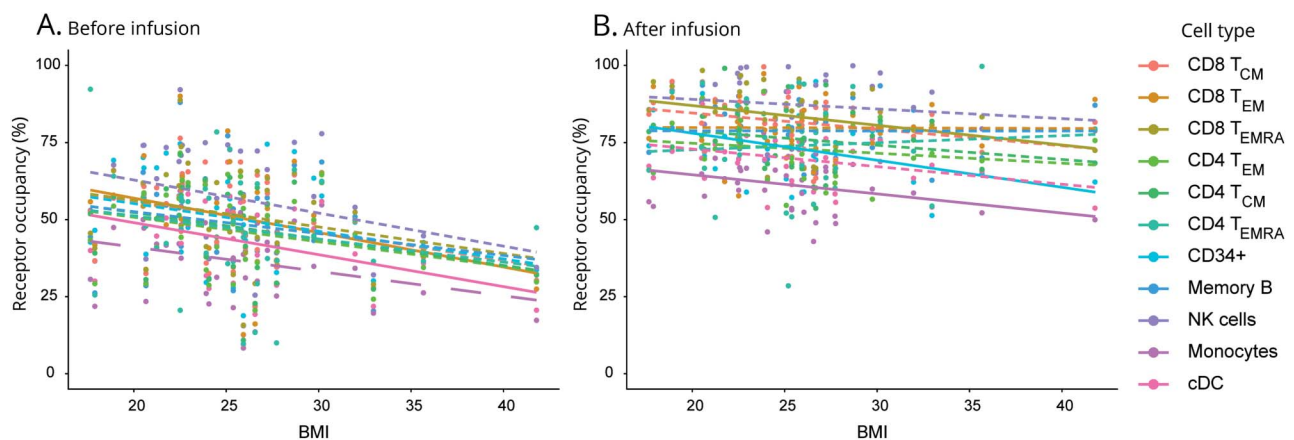 A. Before infusion
B. After infusion
Cell type
Receptor occupancy (%)
100
75
50
25
0
20
25
30
35
40
BMI
Receptor occupancy (%)
100
75
50
25
0
20
25
30
35
40
BMI
CD8 TCM
CD8 TEM
CD8 TEMRA
CD4 TEM
CD4 TCM
CD4 TEMRA
CD34+
Memory B
NK cells
Monocytes
cDC